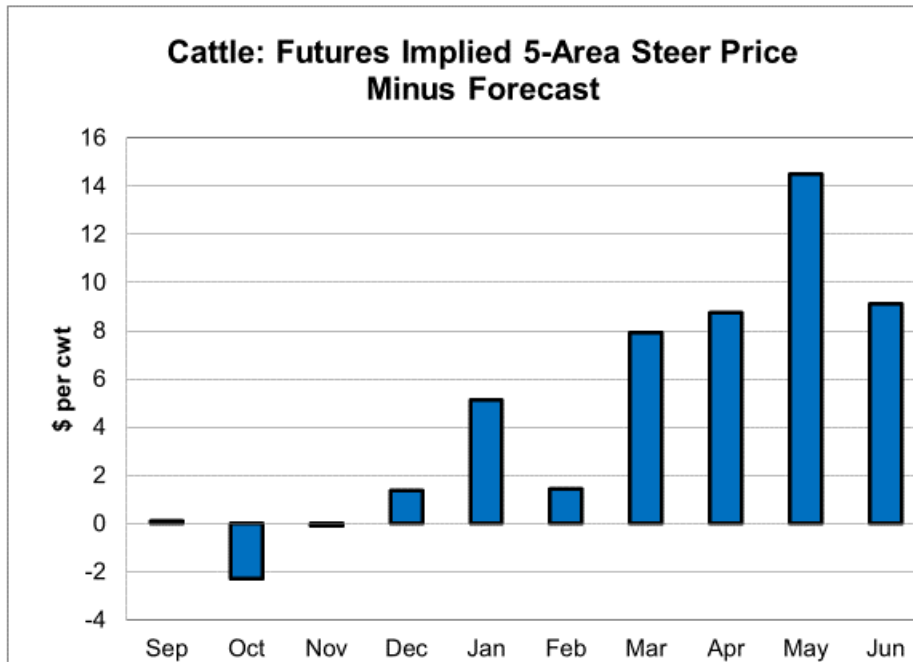 Cattle: Futures Implied 5-Area Steer Price
Minus Forecast
$ per cwt
16
14
12
10
8
6
4
2
0
-2
-4
Sep Oct Nov Dec Jan Feb Mar Apr May Jun